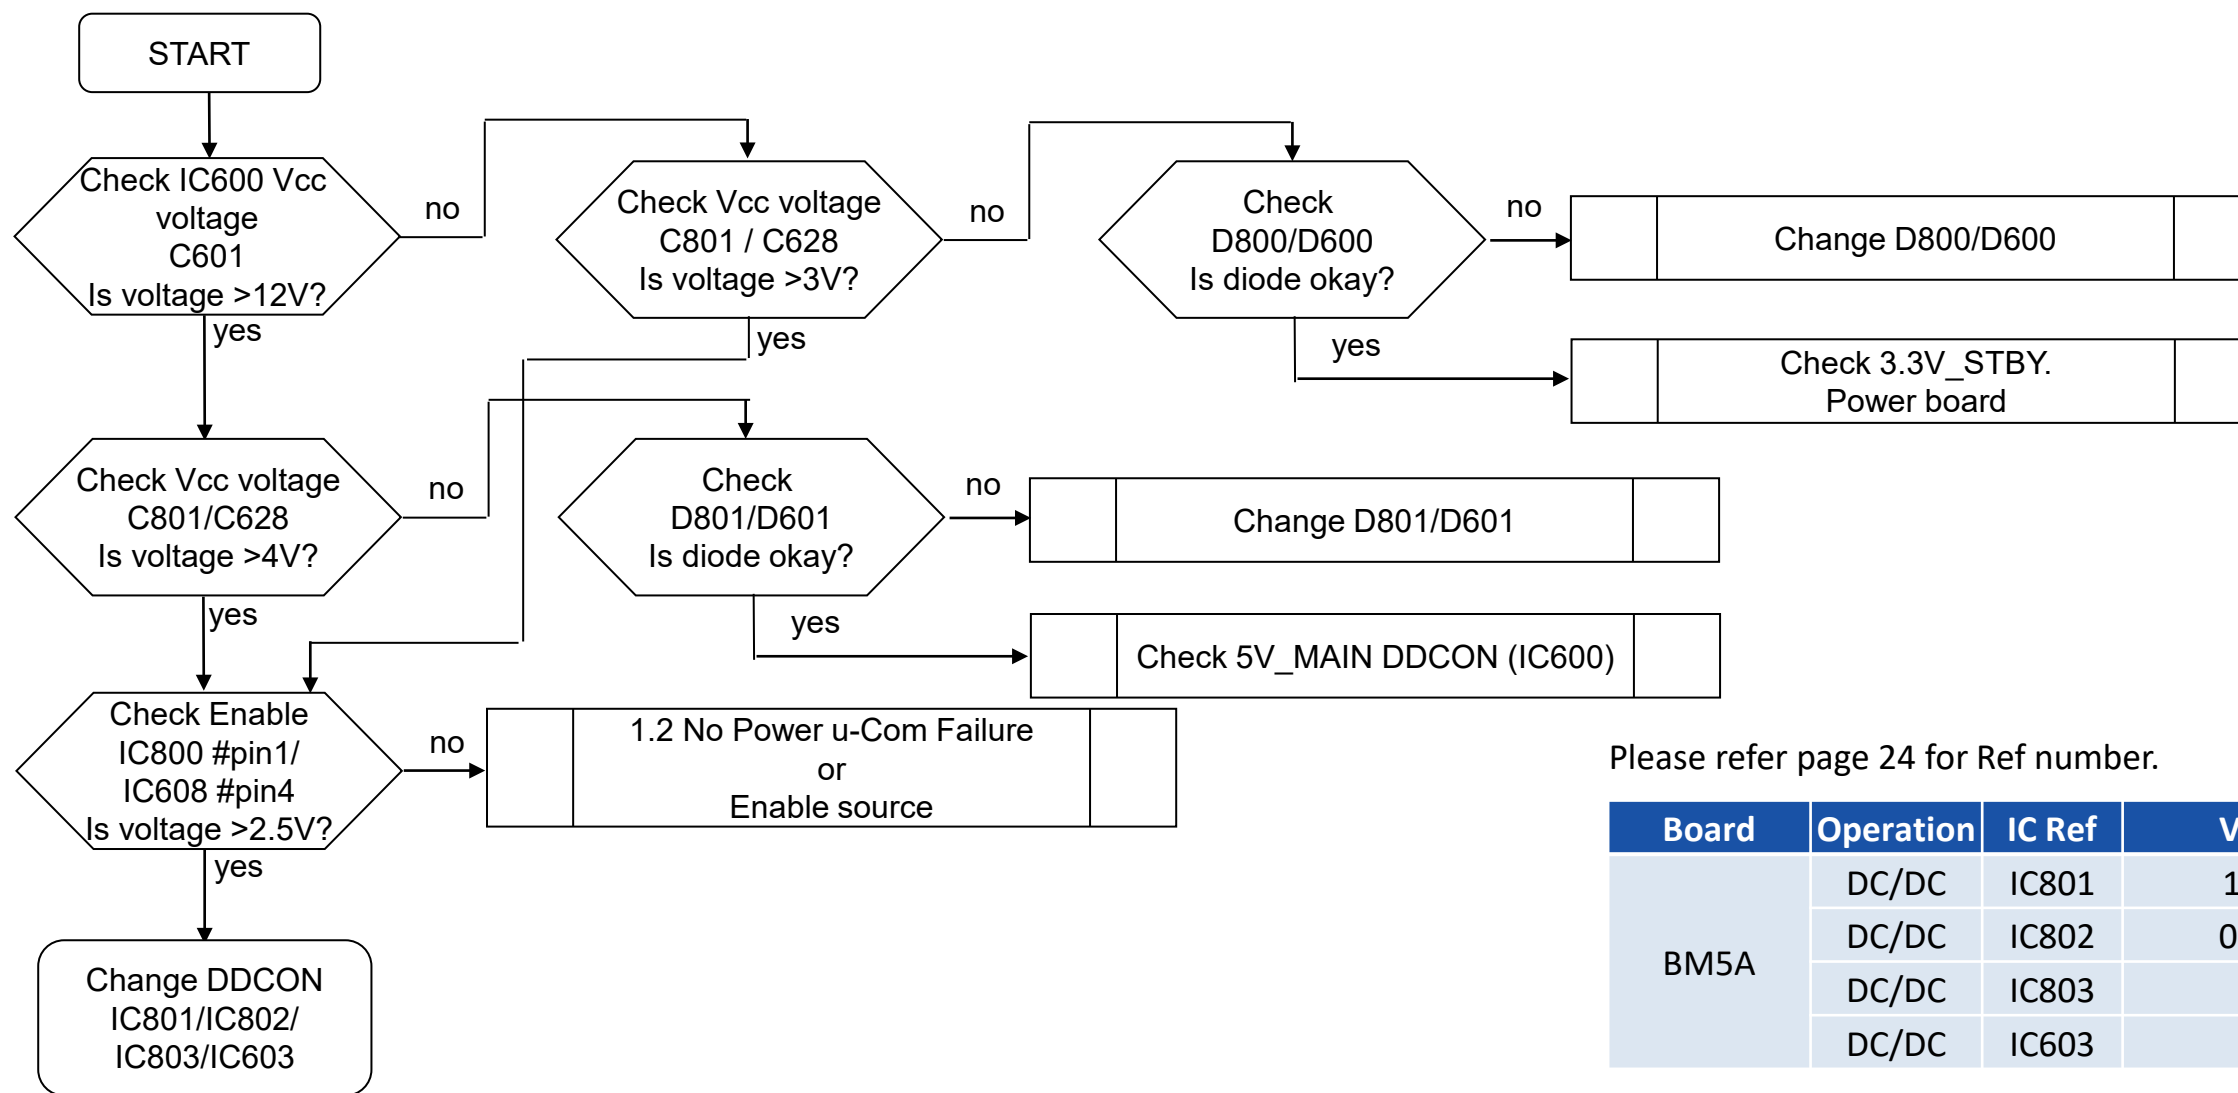 START
Check IC600 Vcc
voltage
C601
Is voltage >12V?
no
yes
Check Vcc voltage
C801 / C628
Is voltage >3V?
no
yes
Check
D800/D600
Is diode okay?
no
yes
Change D800/D600
Check 3.3V_STBY.
Power board
Check Vcc voltage
C801/C628
Is voltage >4V?
no
yes
Check
D801/D601
Is diode okay?
no
yes
Change D801/D601
Check 5V_MAIN DDCON (IC600)
Check Enable
IC800 #pin1/
IC608 #pin4
Is voltage >2.5V?
no
yes
1.2 No Power u-Com Failure
or
Enable source
Change DDCON
IC801/IC802/
IC803/IC603
Please refer page 24 for Ref number.
Board Operation IC Ref V
BM5A
DC/DC IC801 1
DC/DC IC802 0
DC/DC IC803
DC/DC IC603